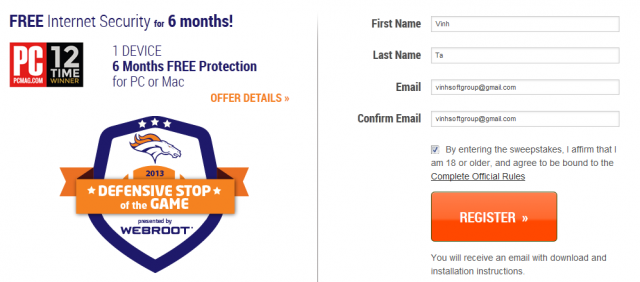 FREE Internet Security for 6 months!
PC
PCMAG.COM
12
TIME
WINNER
1 DEVICE
6 Months FREE Protection
for PC or Mac
OFFER DETAILS »
2013
DEFENSIVE STOP
of the GAME
presented by
WEBROOT®
First Name
Vinh
Last Name
Ta
Email
vinhsoftgroup@gmail.com
Confirm Email
vinhsoftgroup@gmail.com
By entering the sweepstakes, I affirm that I
am 18 or older, and agree to be bound to the
Complete Official Rules
REGISTER »
You will receive an email with download and
installation instructions.